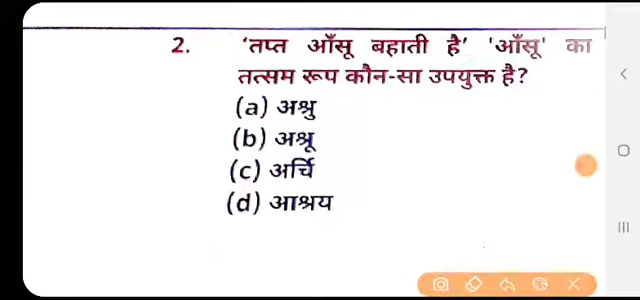 2. 'तप्त आँसू बहाती है' 'आँसू' का
तत्सम रूप कौन-सा उपयुक्त है?
(a) अश्रु
(b) अश्रू
(c) अर्चि
(d) आश्रय